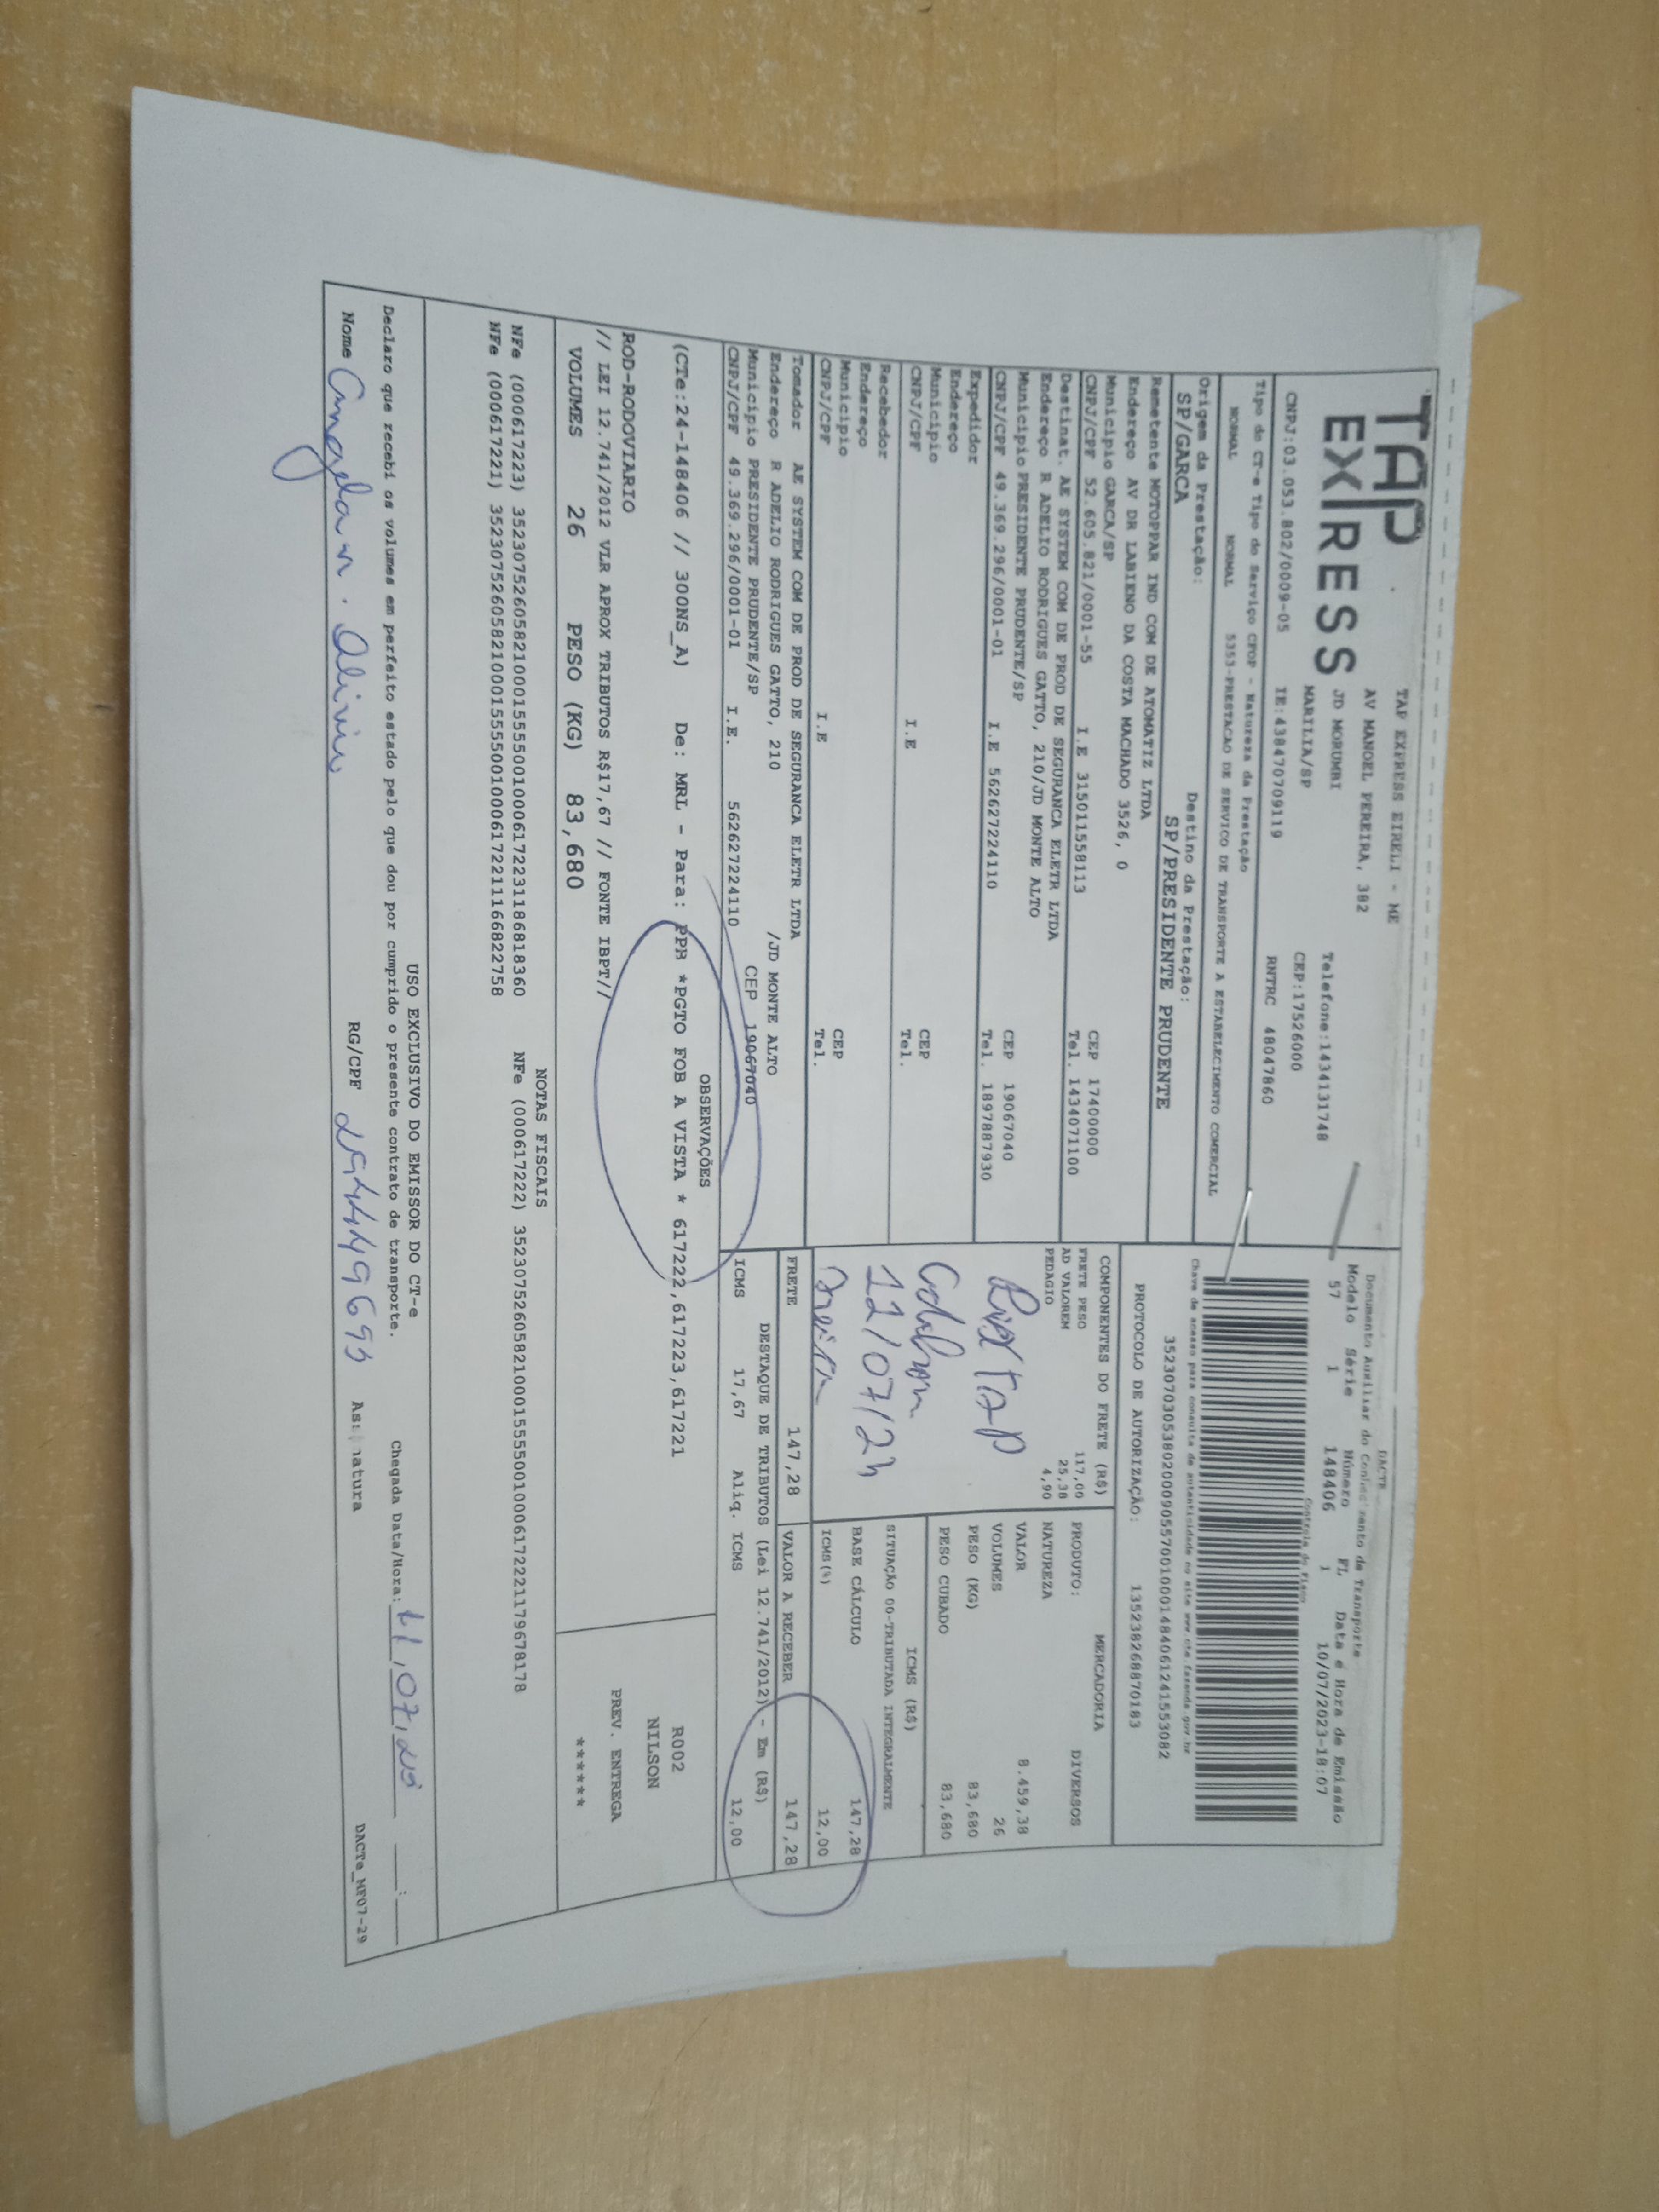 TAP EXPRESS
TAP EXPRESS EIRELI - ME
AV MANOEL PEREIRA, 382
JD MORUMBI Telefone:1434131748
MARILIA/SP CEP:17526000
CNPJ:03.053.802/0009-05 IE:438470709119 RNTRC 48047860
DACTE
Documento Auxiliar do Conhecimento de Transporte
Modelo Série Número FL Data e Hora de Emissão
57 1 148406 1 10/07/2023-18:07
Controle do Fisco
Chave de acesso para consulta de autenticidade no site www.cte.fazenda.gov.br
Tipo do CT-e Tipo do Serviço CFOP - Natureza da Prestação
NORMAL NORMAL 5353-PRESTACAO DE SERVICO DE TRANSPORTE A ESTABELECIMENTO COMERCIAL
PROTOCOLO DE AUTORIZAÇÃO: 135238268870183
Origem da Prestação: Destino da Prestação:
SP/GARCA SP/PRESIDENTE PRUDENTE
Remetente MOTOPPAR IND COM DE ATOMATIZ LTDA
Endereço AV DR LABIENO DA COSTA MACHADO 3526, 0
Município GARCA/SP CEP 17400000
CNPJ/CPF 52.605.821/0001-55 I.E 315011558113 Tel. 1434071100
Destinat. AE SYSTEM COM DE PROD DE SEGURANCA ELETR LTDA
Endereço R ADELIO RODRIGUES GATTO, 210/JD MONTE ALTO
Município PRESIDENTE PRUDENTE/SP CEP 19067040
CNPJ/CPF 49.369.296/0001-01 I.E 562627224110 Tel. 1897887930
Expedidor
Endereço
Município CEP
CNPJ/CPF I.E Tel.
Recebedor
Endereço
Município CEP
CNPJ/CPF I.E Tel.
Tomador AE SYSTEM COM DE PROD DE SEGURANCA ELETR LTDA
Endereço R ADELIO RODRIGUES GATTO, 210 /JD MONTE ALTO
Município PRESIDENTE PRUDENTE/SP CEP 19067040
CNPJ/CPF 49.369.296/0001-01 I.E. 562627224110
COMPONENTES DO FRETE (R$)
FRETE PESO 117,00
AD VALOREM 25,38
PEDAGIO 4,90
TAP
11/07/23
MERCADORIA
PRODUTO: DIVERSOS
NATUREZA
VALOR 8.459,38
VOLUMES 26
PESO (KG) 83,680
PESO CUBADO 83,680
ICMS (R$)
SITUAÇÃO 00-TRIBUTADA INTEGRALMENTE
BASE CÁLCULO 147,28
ICMS(%) 12,00
FRETE 147,28 VALOR A RECEBER 147,28
DESTAQUE DE TRIBUTOS (Lei 12.741/2012) - Em (R$)
ICMS 17,67 Aliq. ICMS 12,00
OBSERVAÇÕES
(CTe:24-148406 // 300NS_A) De: MRL - Para: PPB *PGTO FOB A VISTA * 617222,617223,617221
ROD-RODOVIARIO
// LEI 12.741/2012 VLR APROX TRIBUTOS R$17,67 // FONTE IBPT//
R002
NILSON
PREV. ENTREGA
******
VOLUMES 26 PESO (KG) 83,680
NOTAS FISCAIS
NFe (000617223)
NFe (000617222)
NFe (000617221)
USO EXCLUSIVO DO EMISSOR DO CT-e
Declaro que recebi os volumes em perfeito estado pelo que dou por cumprido o presente contrato de transporte. Chegada Data/Hora:
Nome Angela RG/CPF Assinatura
DACTe_MF07-29